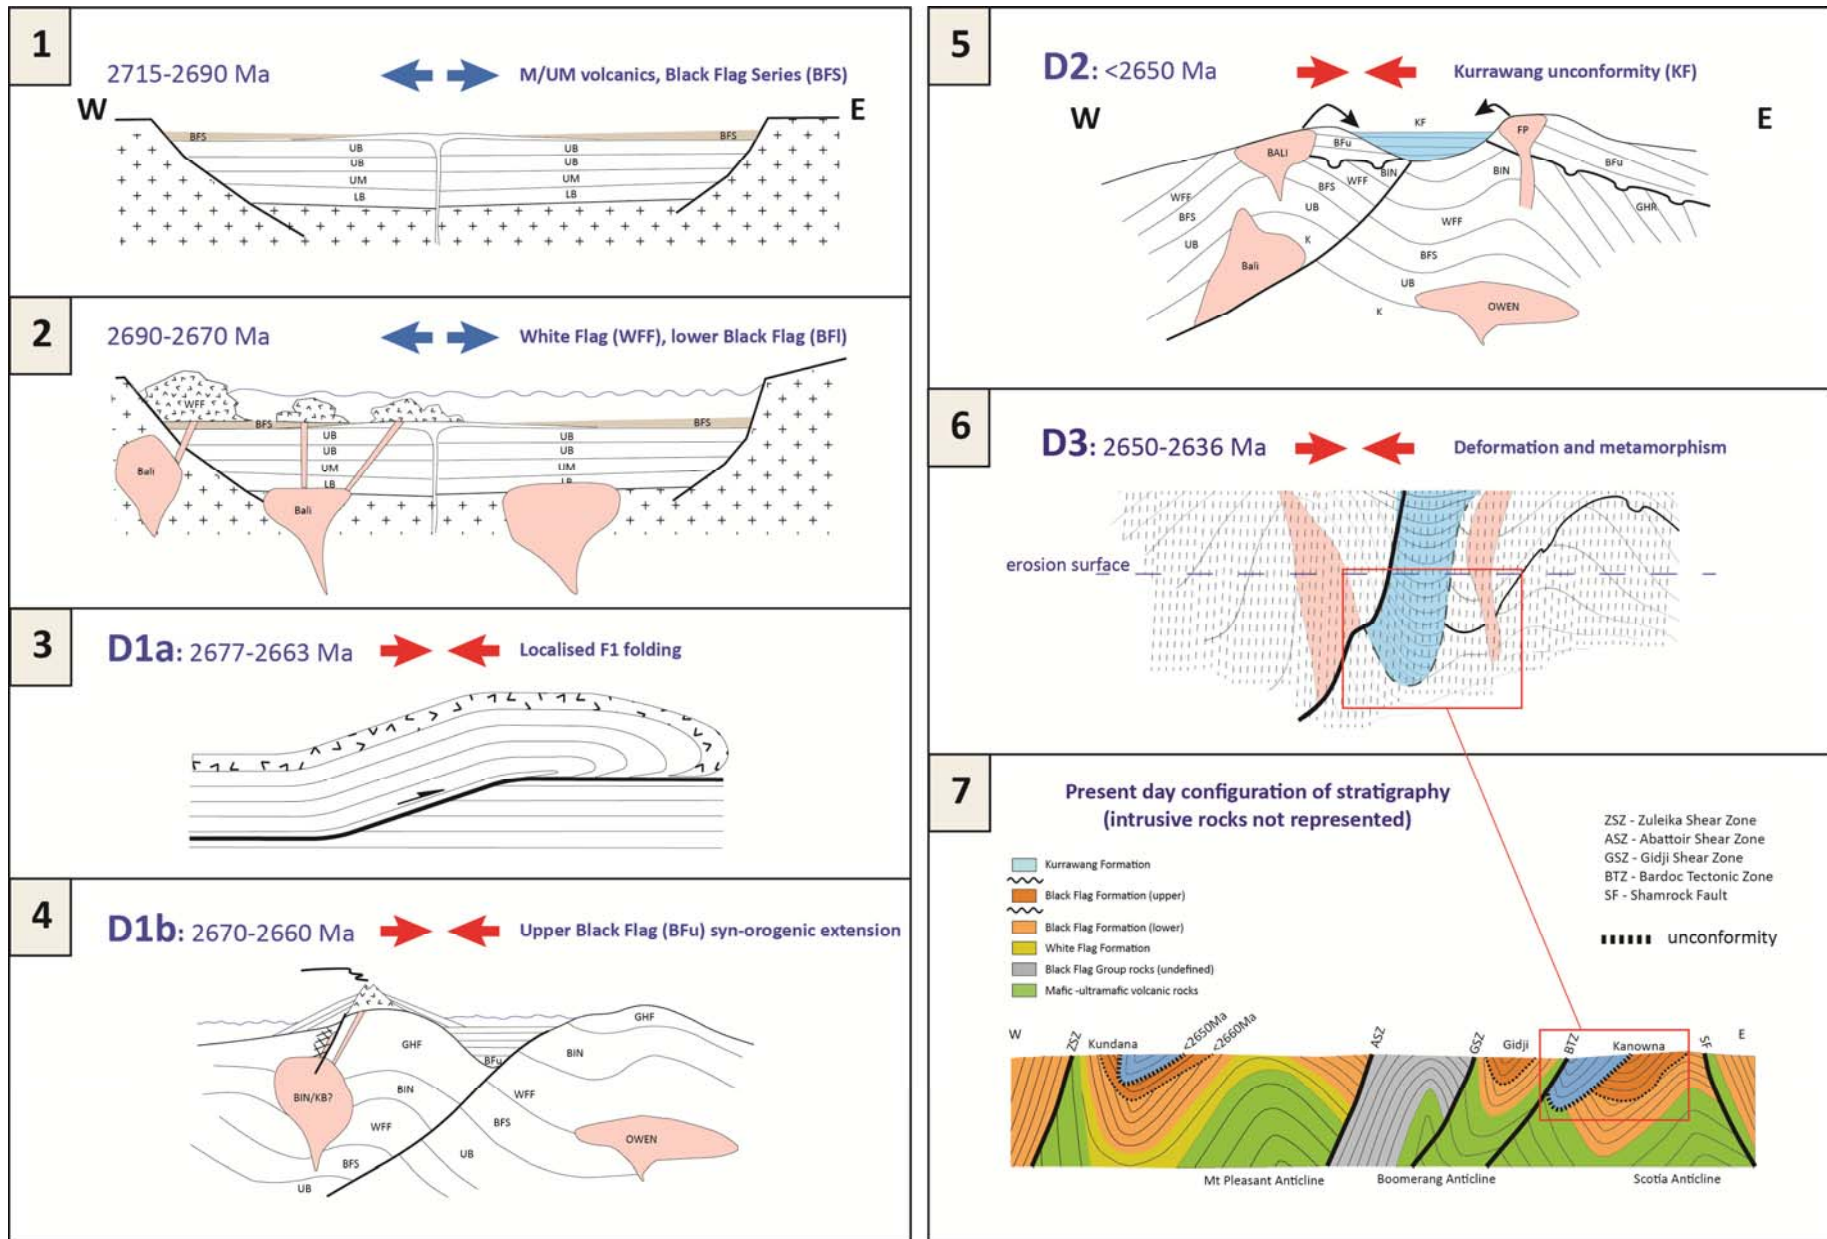 1
2715-2690 Ma
M/UM volcanics, Black Flag Series (BFS)
W
E
BFS
BFS
UB
UB
UB
UB
UM
UM
LB
LB
2
2690-2670 Ma
White Flag (WFF), lower Black Flag (BFl)
WFF
BFS
BFS
UB
UB
UB
UB
UM
UM
LB
LB
Bali
Bali
3
D1a: 2677-2663 Ma
Localised F1 folding
4
D1b: 2670-2660 Ma
Upper Black Flag (BFu) syn-orogenic extension
GHF
GHF
BFu
BIN
BIN/KB?
BIN
WFF
WFF
BFS
OWEN
BFS
UB
UB
5
D2: <2650 Ma
Kurrawang unconformity (KF)
W
E
KF
FP
BFu
BALI
BFu
BIN
BIN
WFF
BFS
WFF
GHR
UB
BFS
WFF
UB
K
BFS
Bali
UB
OWEN
K
6
D3: 2650-2636 Ma
Deformation and metamorphism
erosion surface
7
Present day configuration of stratigraphy
(intrusive rocks not represented)
ZSZ - Zuleika Shear Zone
ASZ - Abattoir Shear Zone
GSZ - Gidji Shear Zone
BTZ - Bardoc Tectonic Zone
SF - Shamrock Fault
unconformity
Kurrawang Formation
Black Flag Formation (upper)
Black Flag Formation (lower)
White Flag Formation
Black Flag Group rocks (undefined)
Mafic -ultramafic volcanic rocks
W
ZSZ
Kundana
<2650Ma
<2660Ma
ASZ
GSZ
Gidji
BTZ
Kanowna
SF
E
Mt Pleasant Anticline
Boomerang Anticline
Scotia Anticline